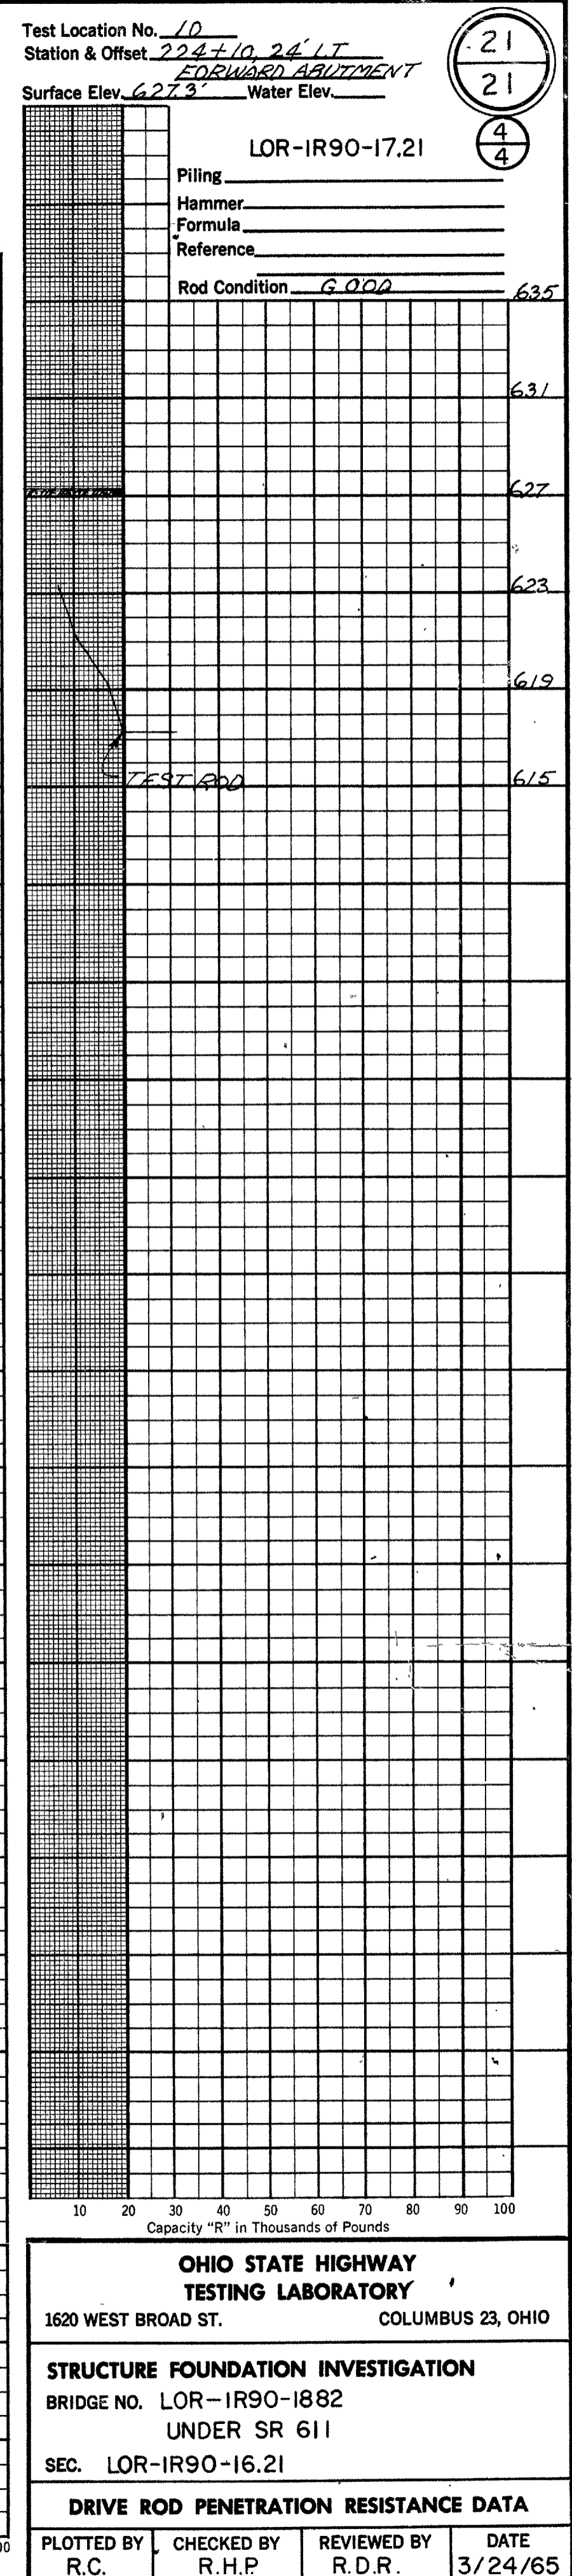 Test Location No. 10
Station & Offset 224+10, 24' LT
FORWARD ABUTMENT
Surface Elev. 627.3' Water Elev.
21
21
4
4
LOR-IR90-17.21
Piling
Hammer
Formula
Reference
Rod Condition GOOD
635
631
627
623
619
TEST ROD
615
10 20 30 40 50 60 70 80 90 100
Capacity "R" in Thousands of Pounds
OHIO STATE HIGHWAY
TESTING LABORATORY
1620 WEST BROAD ST. COLUMBUS 23, OHIO
STRUCTURE FOUNDATION INVESTIGATION
BRIDGE NO. LOR-IR90-1882
UNDER SR 611
SEC. LOR-IR90-16.21
DRIVE ROD PENETRATION RESISTANCE DATA
PLOTTED BY CHECKED BY REVIEWED BY DATE
R.C. R.H.P. R.D.R. 3/24/65